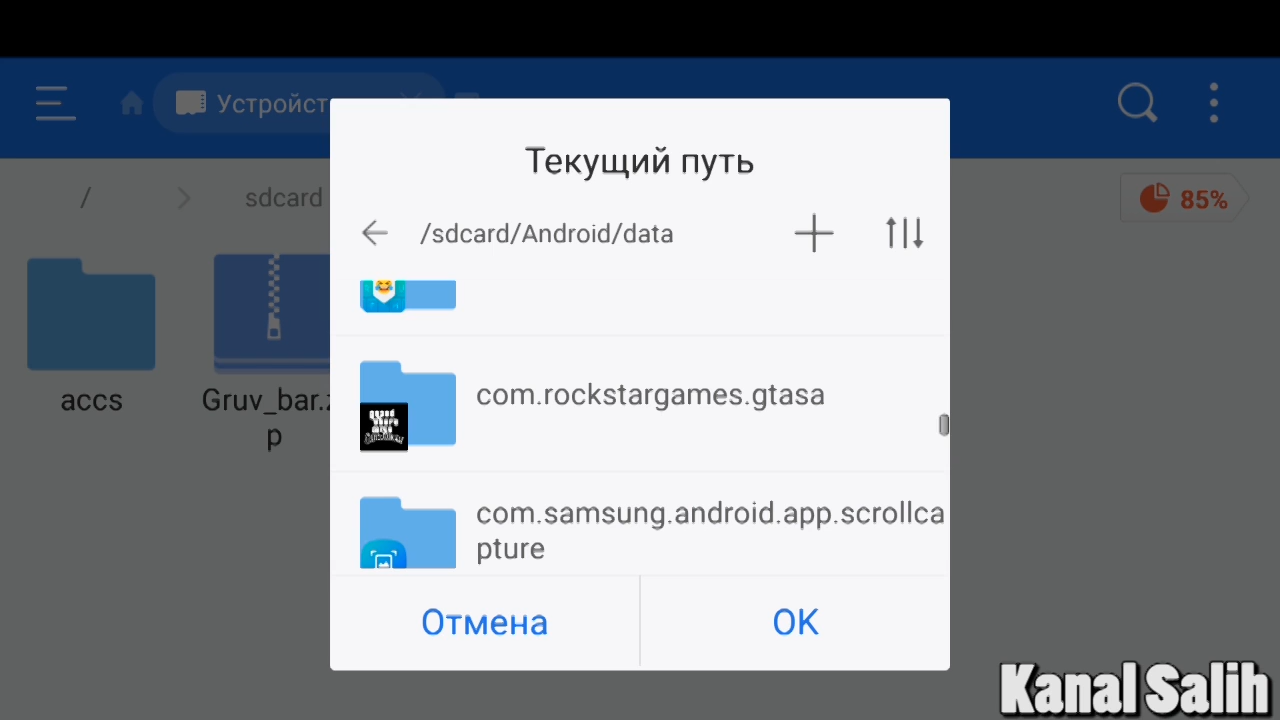 Устройст
Текущий путь
/ sdcard
/sdcard/Android/data
85%
com.rockstargames.gtasa
accs
Gruv_bar.z
p
com.samsung.android.app.scrollca
pture
Отмена
OK
Kanal Salih